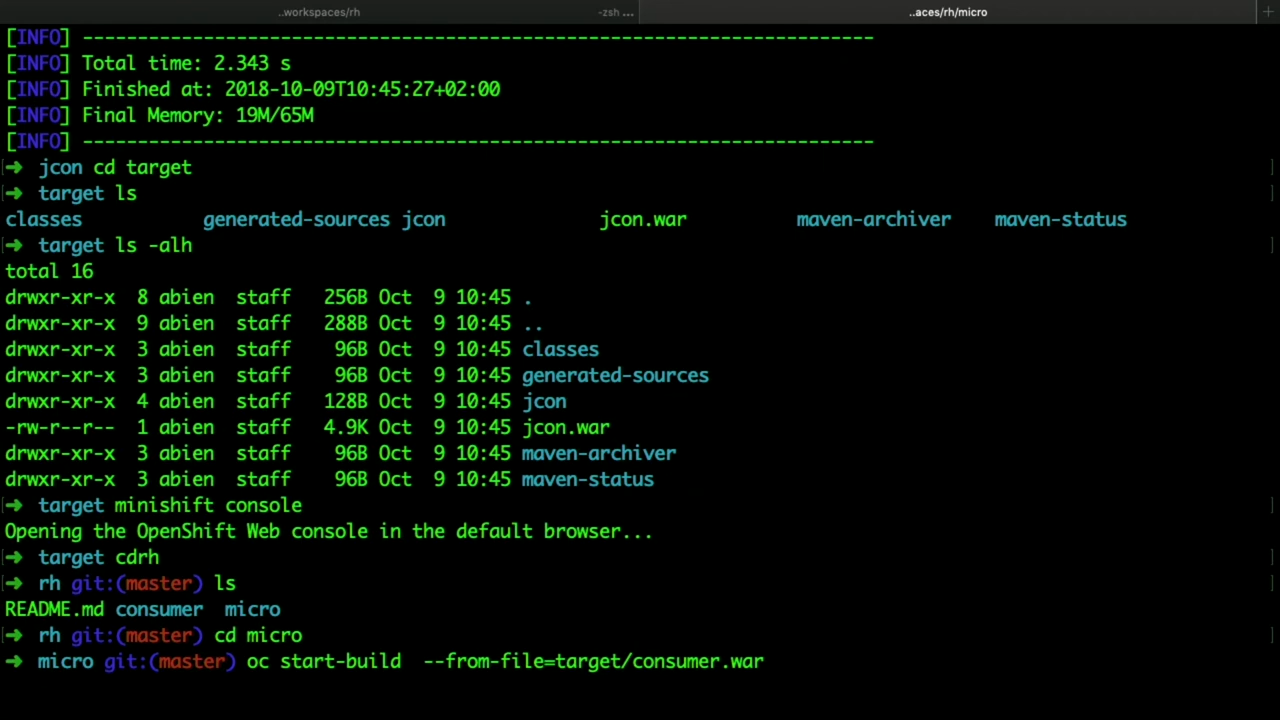 ..workspaces/rh -zsh ... ..aces/rh/micro +
[INFO] ------------------------------------------------------------------------
[INFO] Total time: 2.343 s
[INFO] Finished at: 2018-10-09T10:45:27+02:00
[INFO] Final Memory: 19M/65M
[INFO] ------------------------------------------------------------------------
➜ jcon cd target
➜ target ls
classes generated-sources jcon jcon.war maven-archiver maven-status
➜ target ls -alh
total 16
drwxr-xr-x 8 abien staff 256B Oct 9 10:45 .
drwxr-xr-x 9 abien staff 288B Oct 9 10:45 ..
drwxr-xr-x 3 abien staff 96B Oct 9 10:45 classes
drwxr-xr-x 3 abien staff 96B Oct 9 10:45 generated-sources
drwxr-xr-x 4 abien staff 128B Oct 9 10:45 jcon
-rw-r--r-- 1 abien staff 4.9K Oct 9 10:45 jcon.war
drwxr-xr-x 3 abien staff 96B Oct 9 10:45 maven-archiver
drwxr-xr-x 3 abien staff 96B Oct 9 10:45 maven-status
➜ target minishift console
Opening the OpenShift Web console in the default browser...
➜ target cdrh
➜ rh git:(master) ls
README.md consumer micro
➜ rh git:(master) cd micro
➜ micro git:(master) oc start-build --from-file=target/consumer.war